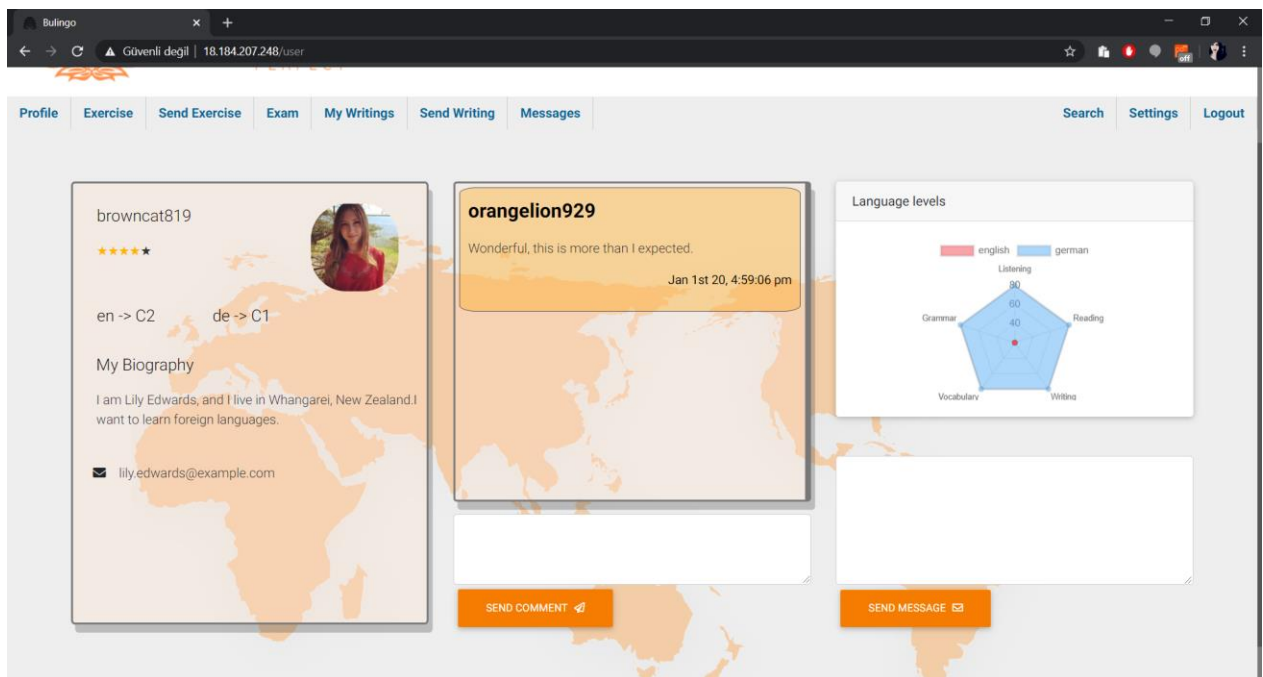 Bulingo
Güvenli değil | 18.184.207.248/user
off
Profile Exercise Send Exercise Exam My Writings Send Writing Messages Search Settings Logout
browncat819
en -> C2 de -> C1
My Biography
I am Lily Edwards, and I live in Whangarei, New Zealand.I
want to learn foreign languages.
lily.edwards@example.com
orangelion929
Wonderful, this is more than I expected.
Jan 1st 20, 4:59:06 pm
SEND COMMENT
Language levels
english german
Listening
80
60
40
Grammar
Reading
Vocabulary
Writing
SEND MESSAGE